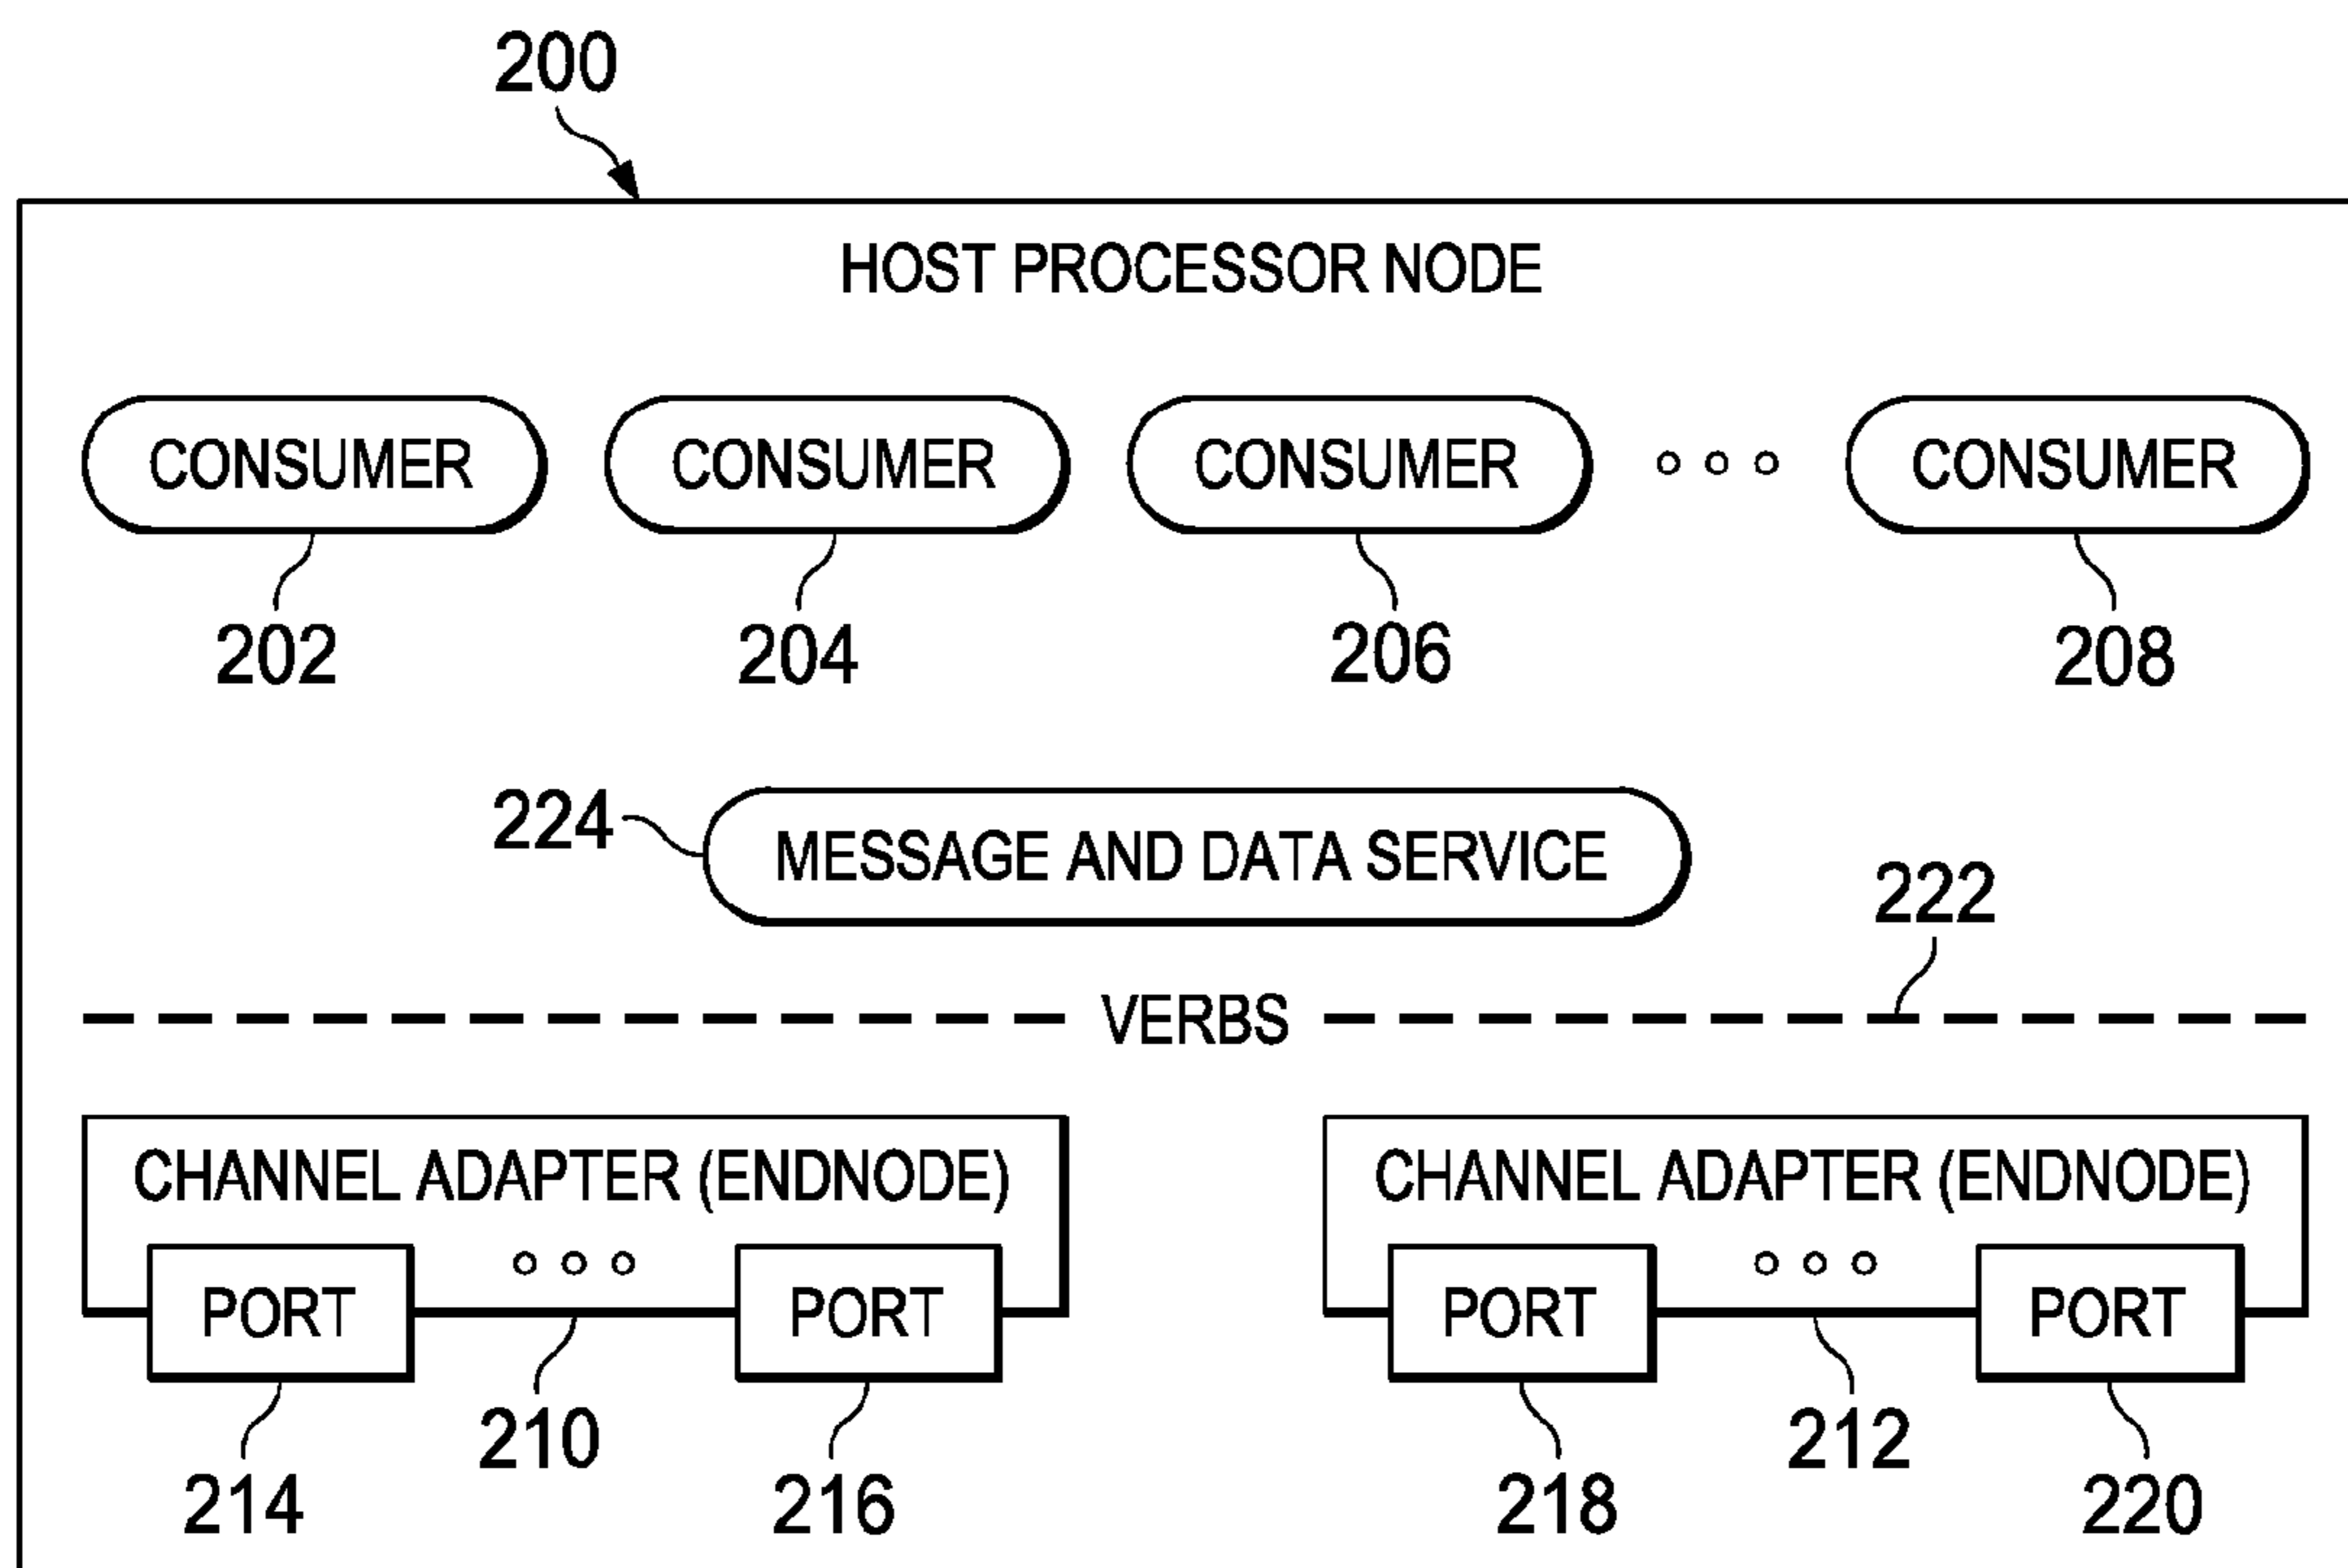 200
HOST PROCESSOR NODE
CONSUMER CONSUMER CONSUMER CONSUMER
202 204 206 208
224 MESSAGE AND DATA SERVICE
222
VERBS
CHANNEL ADAPTER (ENDNODE) CHANNEL ADAPTER (ENDNODE)
PORT PORT PORT PORT
210 212
214 216 218 220